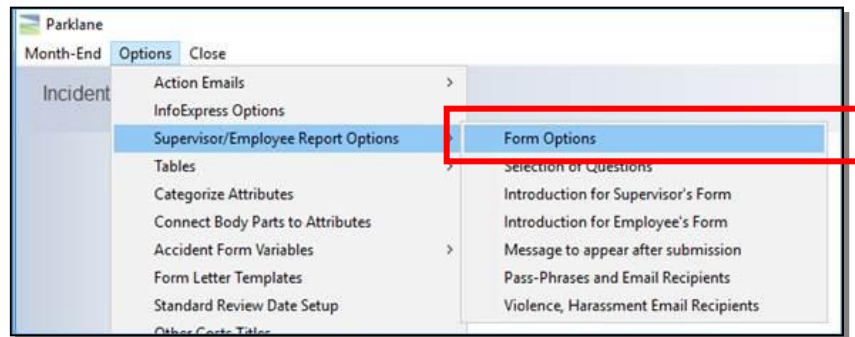 Parklane
Month-End Options Close
Incident
Action Emails
InfoExpress Options
Supervisor/Employee Report Options
Tables
Categorize Attributes
Connect Body Parts to Attributes
Accident Form Variables
Form Letter Templates
Standard Review Date Setup
Other Costs Titles
Form Options
Selection of Questions
Introduction for Supervisor's Form
Introduction for Employee's Form
Message to appear after submission
Pass-Phrases and Email Recipients
Violence, Harassment Email Recipients